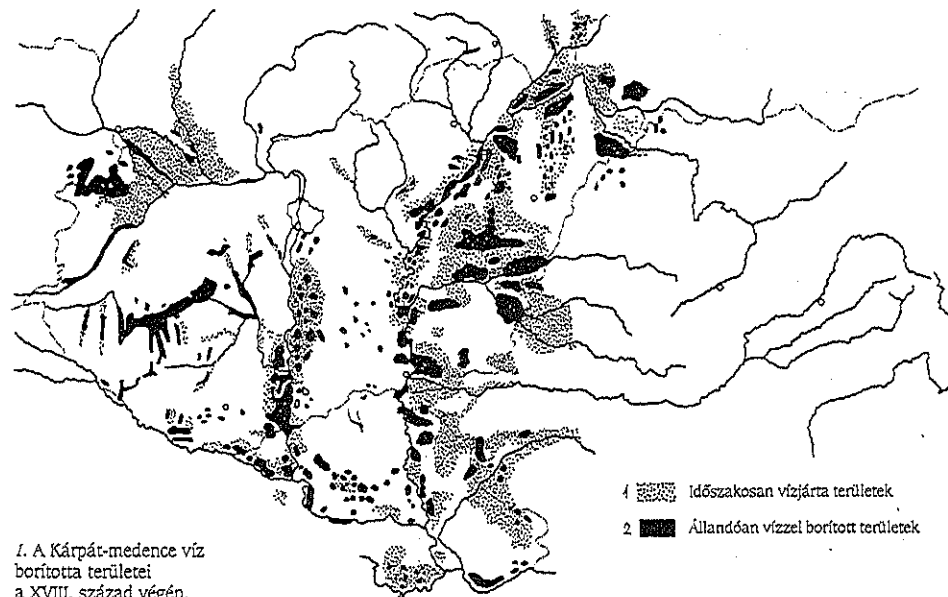 1 Időszakosan vízjárta területek
2 Állandóan vízzel borított területek
1. A Kárpát-medence víz
borította területei
a XVIII. század végén.